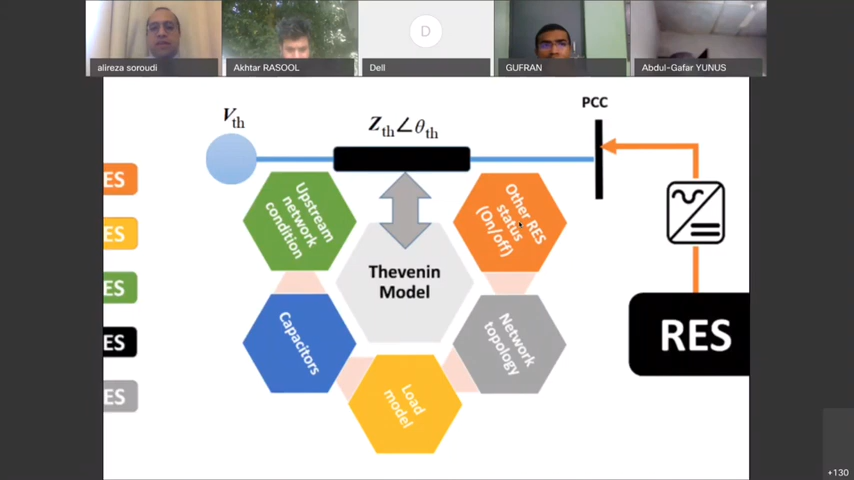 D
alireza soroudi
Akhtar RASOOL
Dell
GUFRAN
Abdul-Gafar YUNUS
Vth
Zth∠θth
PCC
ES
ES
ES
ES
ES
Upstream
network
condition
Other RES
status
(On/off)
Thevenin
Model
Capacitors
Network
topology
Load
model
RES
+130